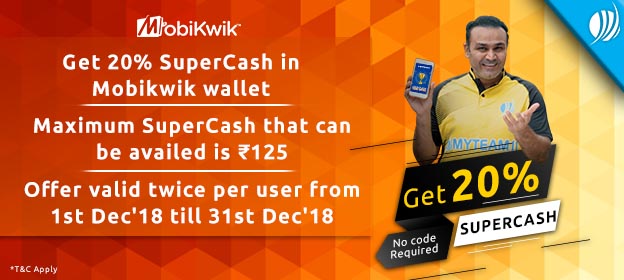 MobiKwik
Get 20% SuperCash in
Mobikwik wallet
Maximum SuperCash that can
be availed is ₹125
Offer valid twice per user from
1st Dec'18 till 31st Dec'18
*T&C Apply
MYTEAM
Get 20%
SUPERCASH
No code
Required